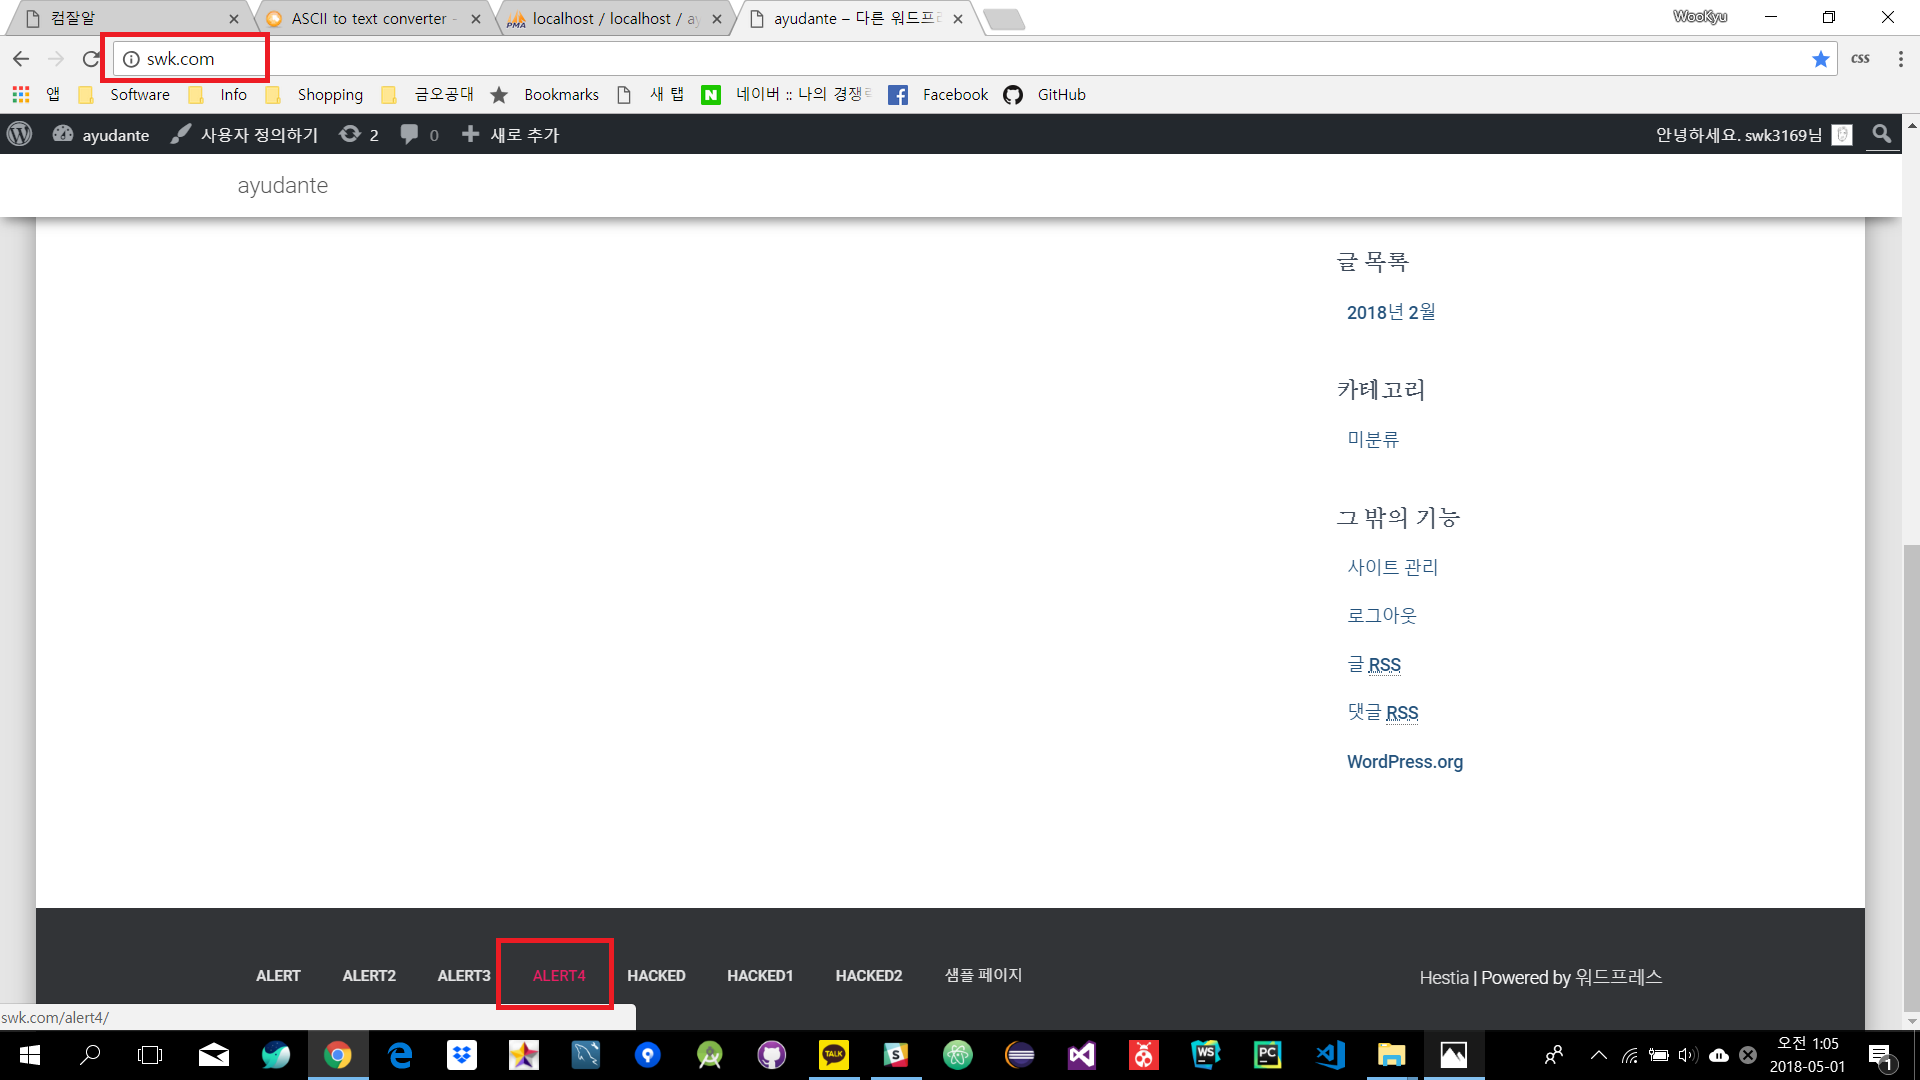 컴잘알
ASCII to text converter -
localhost / localhost / ay
ayudante – 다른 워드프레
WooKyu
swk.com
css
앱
Software
Info
Shopping
금오공대
Bookmarks
새 탭
네이버 :: 나의 경쟁력
Facebook
GitHub
ayudante
사용자 정의하기
2
0
새로 추가
안녕하세요. swk3169님
ayudante
글 목록
2018년 2월
카테고리
미분류
그 밖의 기능
사이트 관리
로그아웃
글 RSS
댓글 RSS
WordPress.org
ALERT
ALERT2
ALERT3
ALERT4
HACKED
HACKED1
HACKED2
샘플 페이지
Hestia | Powered by 워드프레스
swk.com/alert4/
오전 1:05
2018-05-01
1